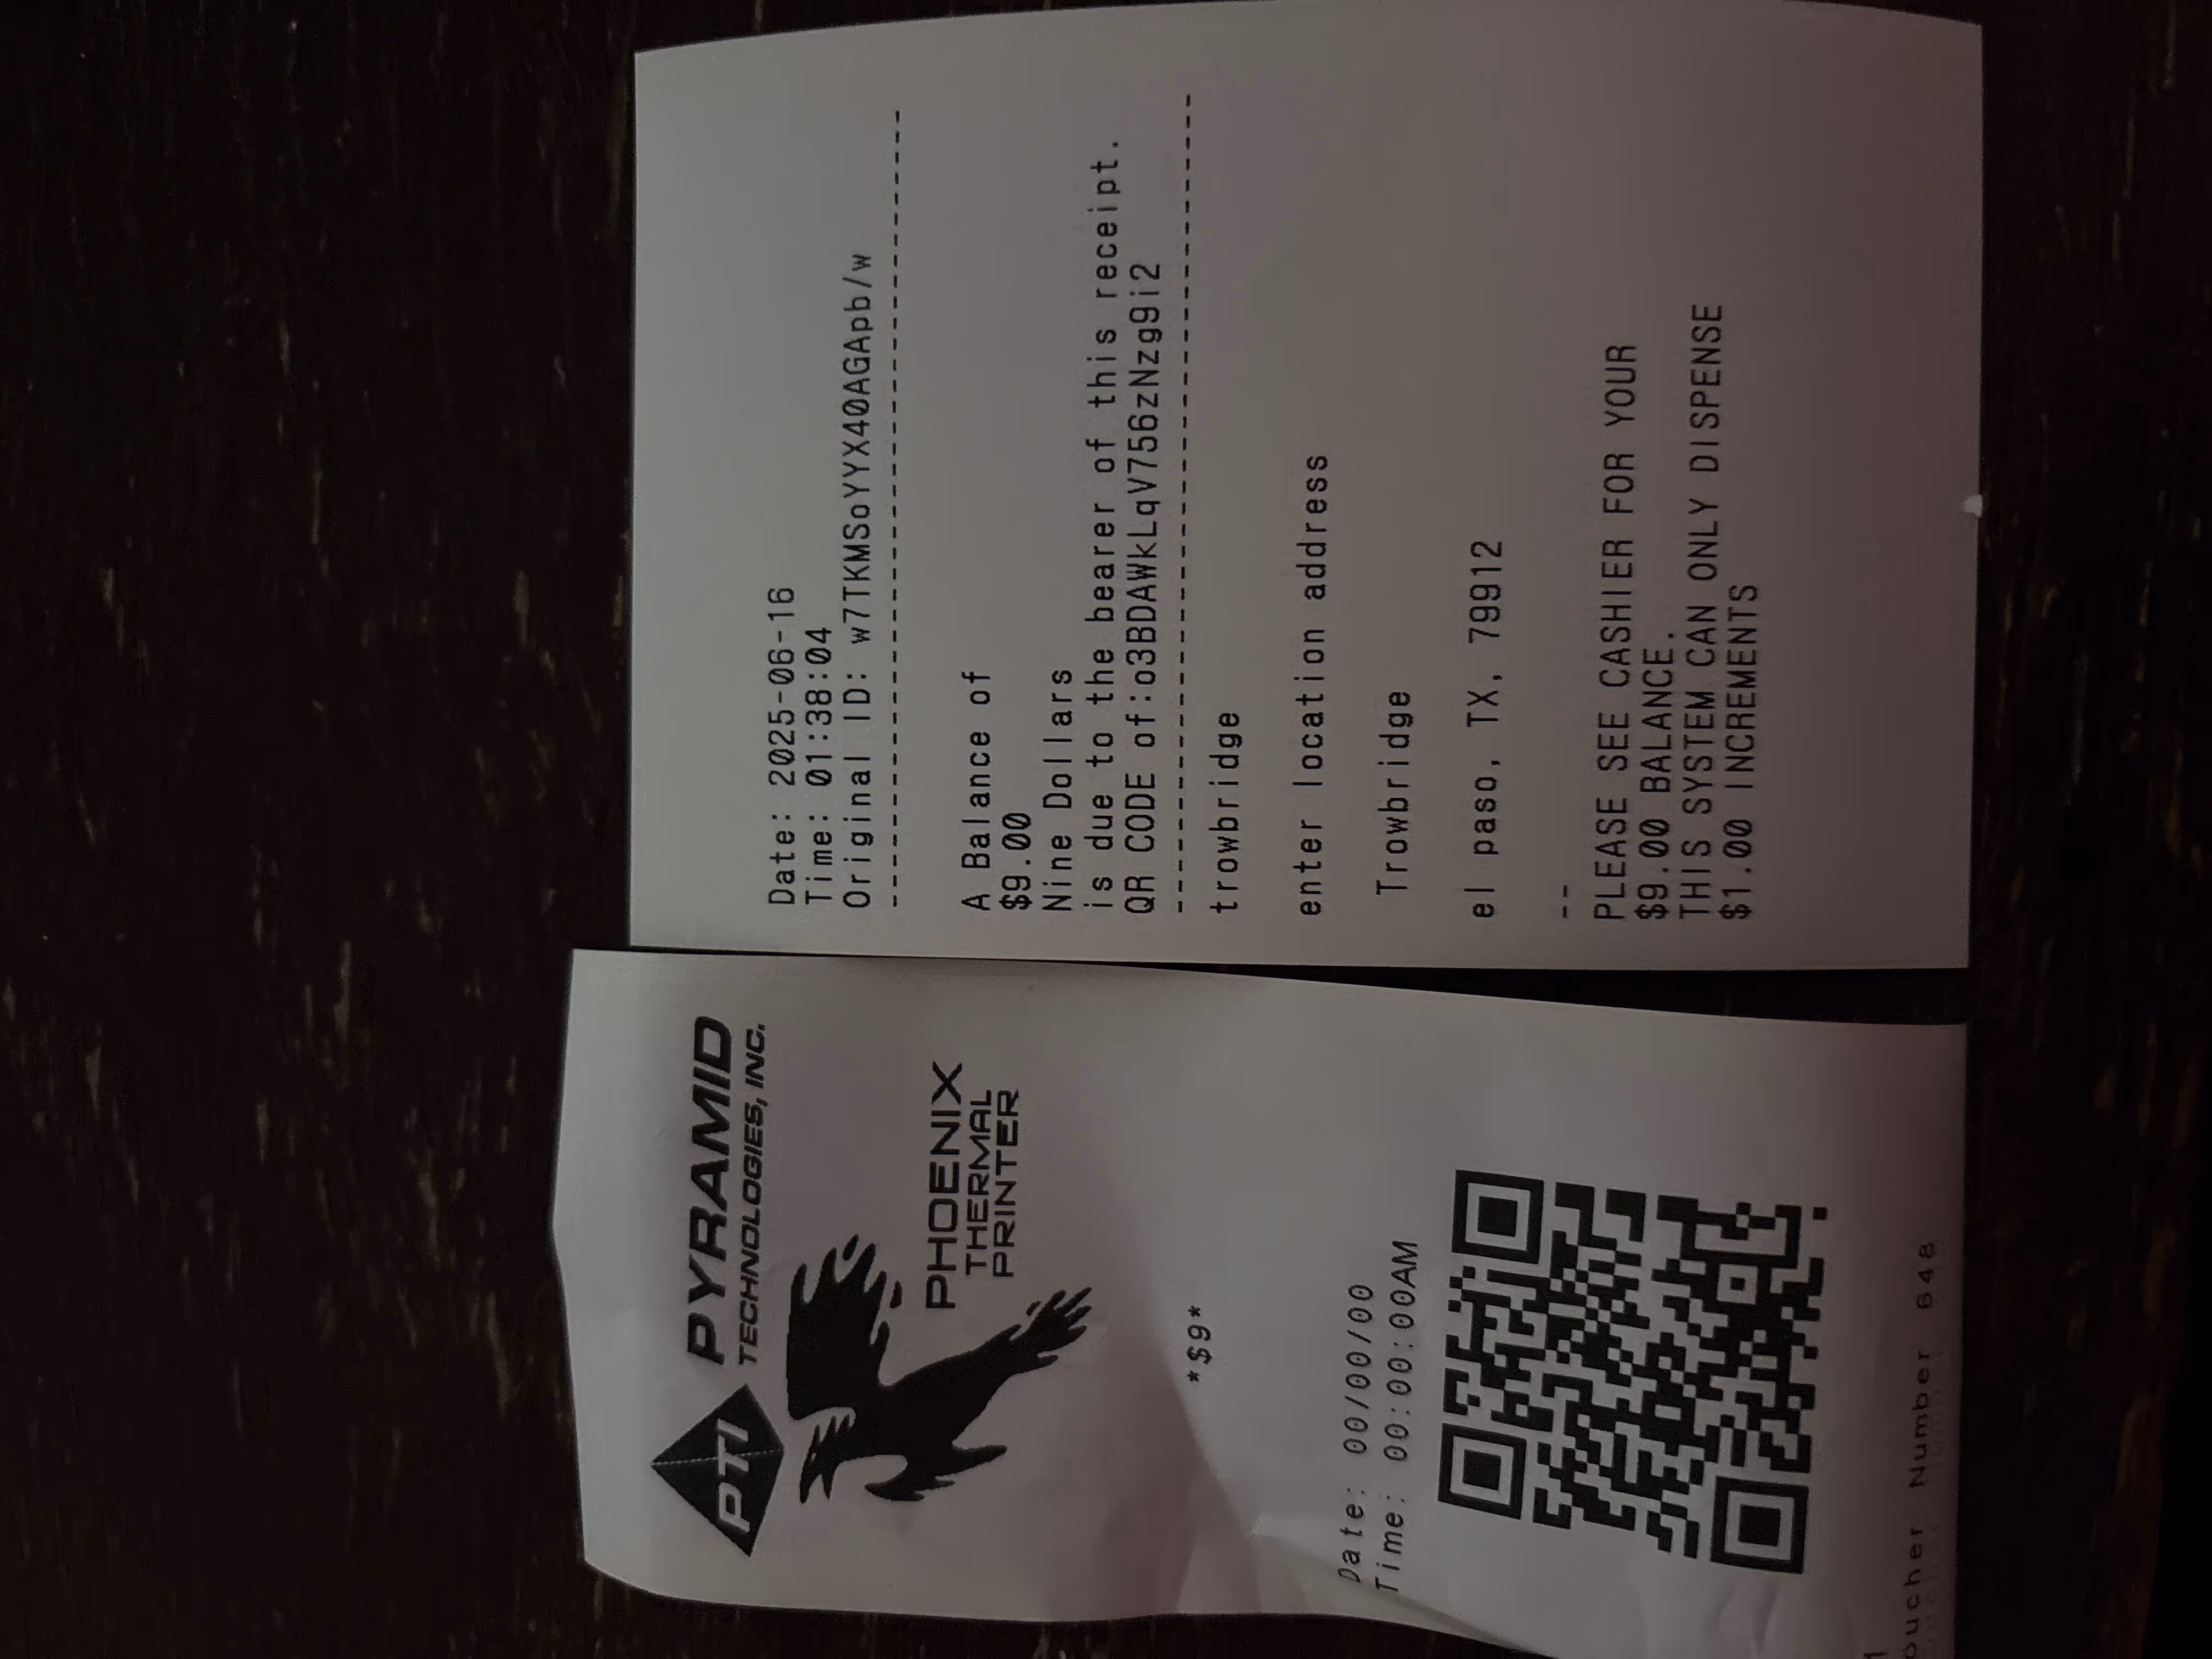 Date: 2025-06-16
Time: 01:38:04
Original ID: w7TKMSoYYX40AGApb/w
--------------------------------------------
A Balance of
$9.00
Nine Dollars
is due to the bearer of this receipt.
QR CODE of:o3BDAWkLqV756zNzg9i2
--------------------------------------------
trowbridge
enter location address
Trowbridge
el paso, TX, 79912
--
PLEASE SEE CASHIER FOR YOUR
$9.00 BALANCE.
THIS SYSTEM CAN ONLY DISPENSE
$1.00 INCREMENTS
PTI
PYRAMID
TECHNOLOGIES, INC.
PHOENIX
THERMAL
PRINTER
*$9*
Date: 00/00/00
Time: 00:00:00AM
Number 648